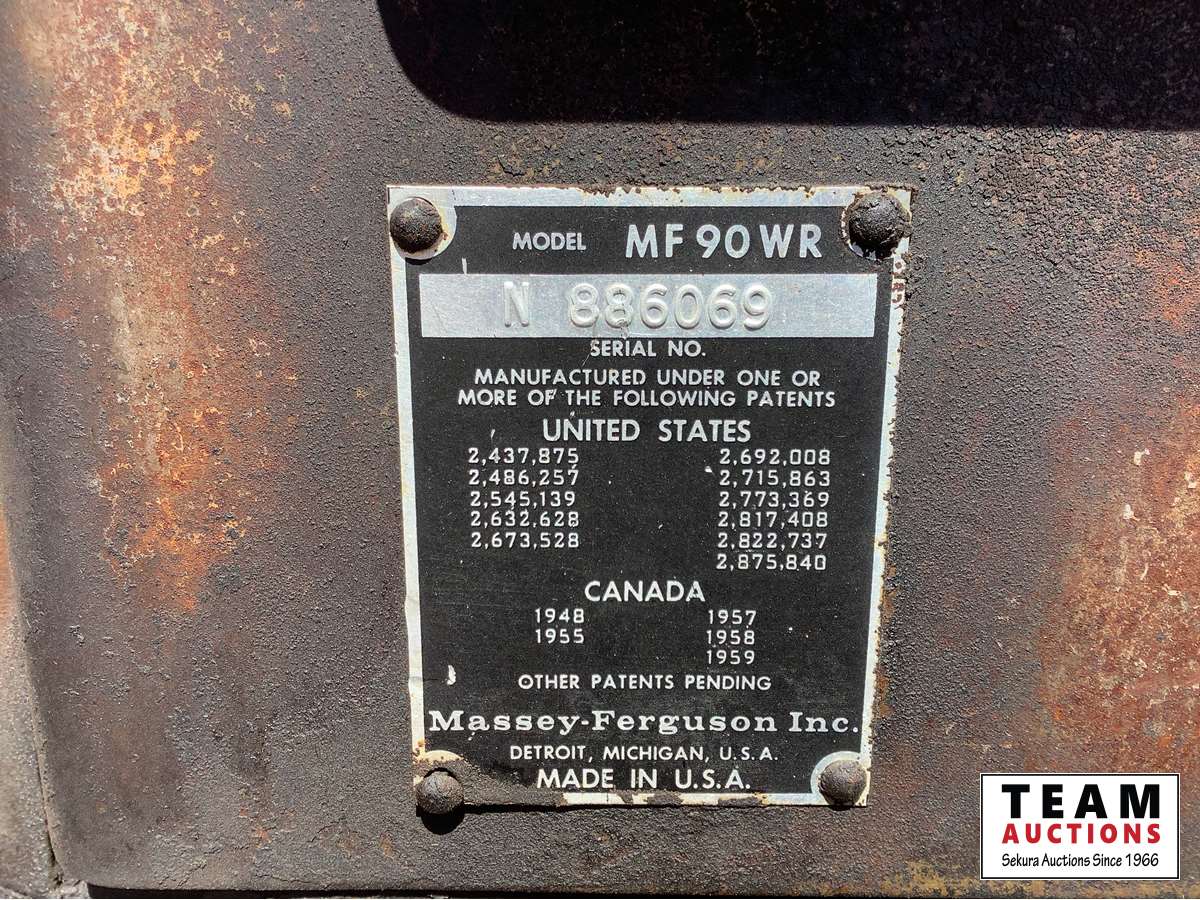 MODEL MF 90 WR
N 886069
SERIAL NO.
MANUFACTURED UNDER ONE OR
MORE OF THE FOLLOWING PATENTS
UNITED STATES
2,437,875 2,692,008
2,486,257 2,715,863
2,545,139 2,773,369
2,632,628 2,817,408
2,673,528 2,822,737
2,875,840
CANADA
1948 1957
1955 1958
1959
OTHER PATENTS PENDING
Massey-Ferguson Inc.
DETROIT, MICHIGAN, U.S.A.
MADE IN U.S.A.
TEAM
AUCTIONS
Sekura Auctions Since 1966